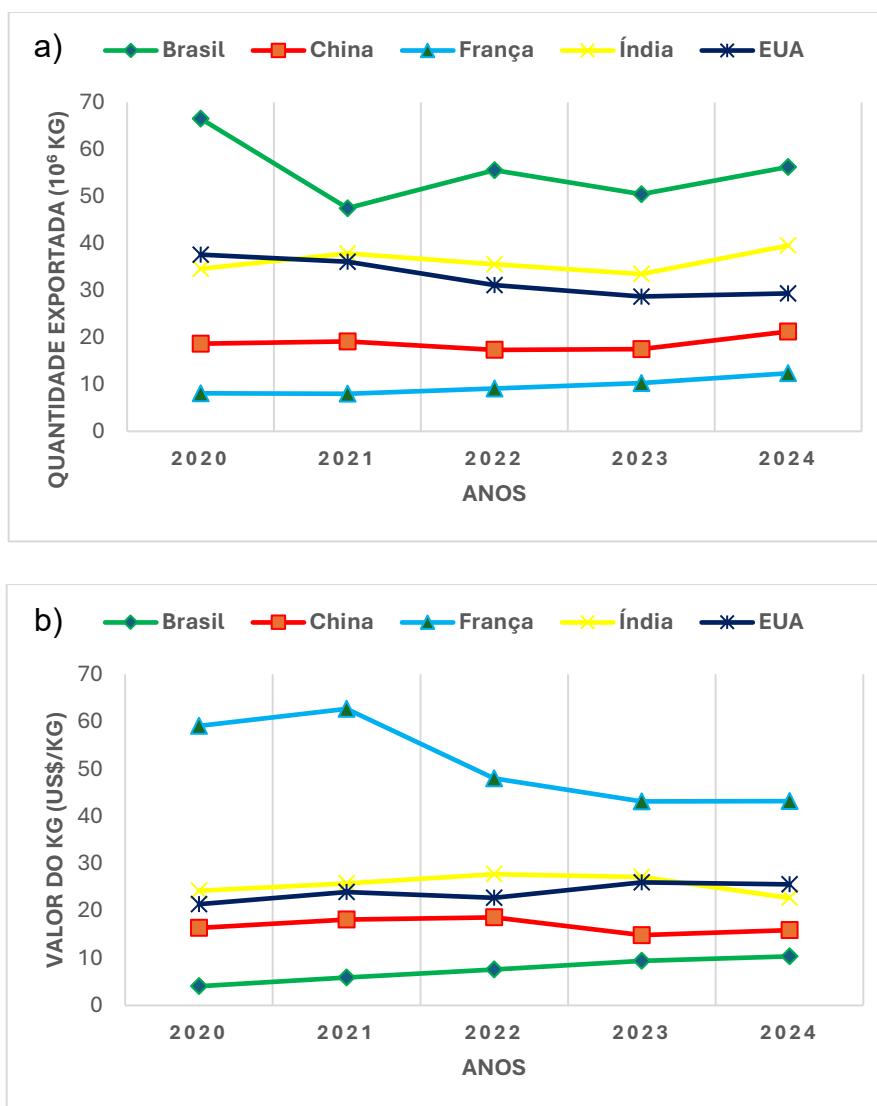 a)
Brasil China França Índia EUA
QUANTIDADE EXPORTADA (10⁶ KG)
70
60
50
40
30
20
10
0
2020 2021 2022 2023 2024
ANOS
b)
Brasil China França Índia EUA
VALOR DO KG (US$/KG)
70
60
50
40
30
20
10
0
2020 2021 2022 2023 2024
ANOS